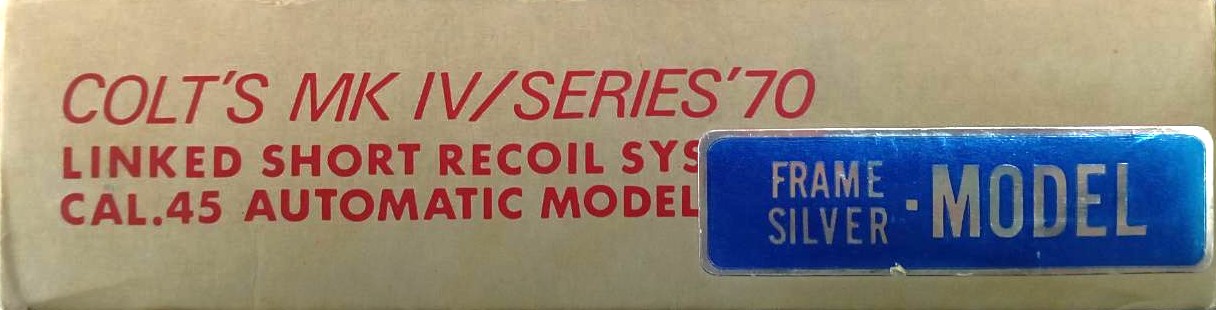 COLT'S MK IV/SERIES'70
LINKED SHORT RECOIL SYS
CAL.45 AUTOMATIC MODEL
FRAME
SILVER
·MODEL